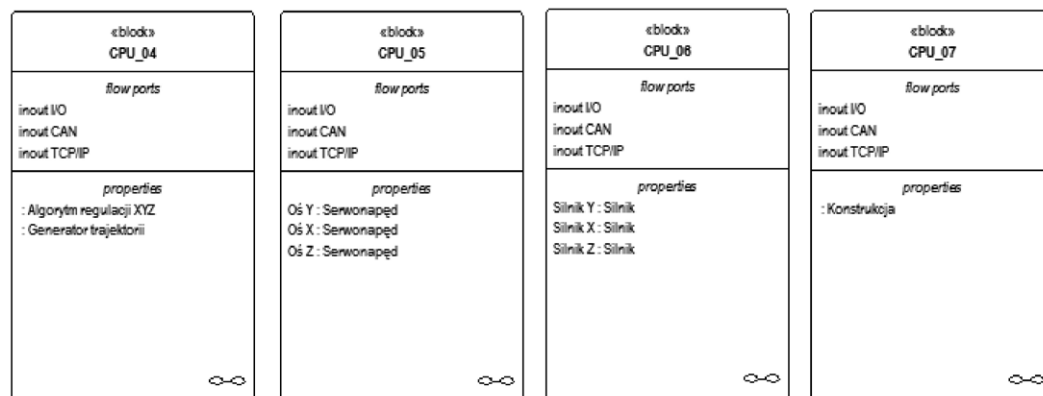 «block»
CPU_04
flow ports
inout I/O
inout CAN
inout TCP/IP
properties
: Algorytm regulacji XYZ
: Generator trajektorii
«block»
CPU_05
flow ports
inout I/O
inout CAN
inout TCP/IP
properties
Oś Y : Serwonapęd
Oś X : Serwonapęd
Oś Z : Serwonapęd
«block»
CPU_06
flow ports
inout I/O
inout CAN
inout TCP/IP
properties
Silnik Y : Silnik
Silnik X : Silnik
Silnik Z : Silnik
«block»
CPU_07
flow ports
inout I/O
inout CAN
inout TCP/IP
properties
: Konstrukcja